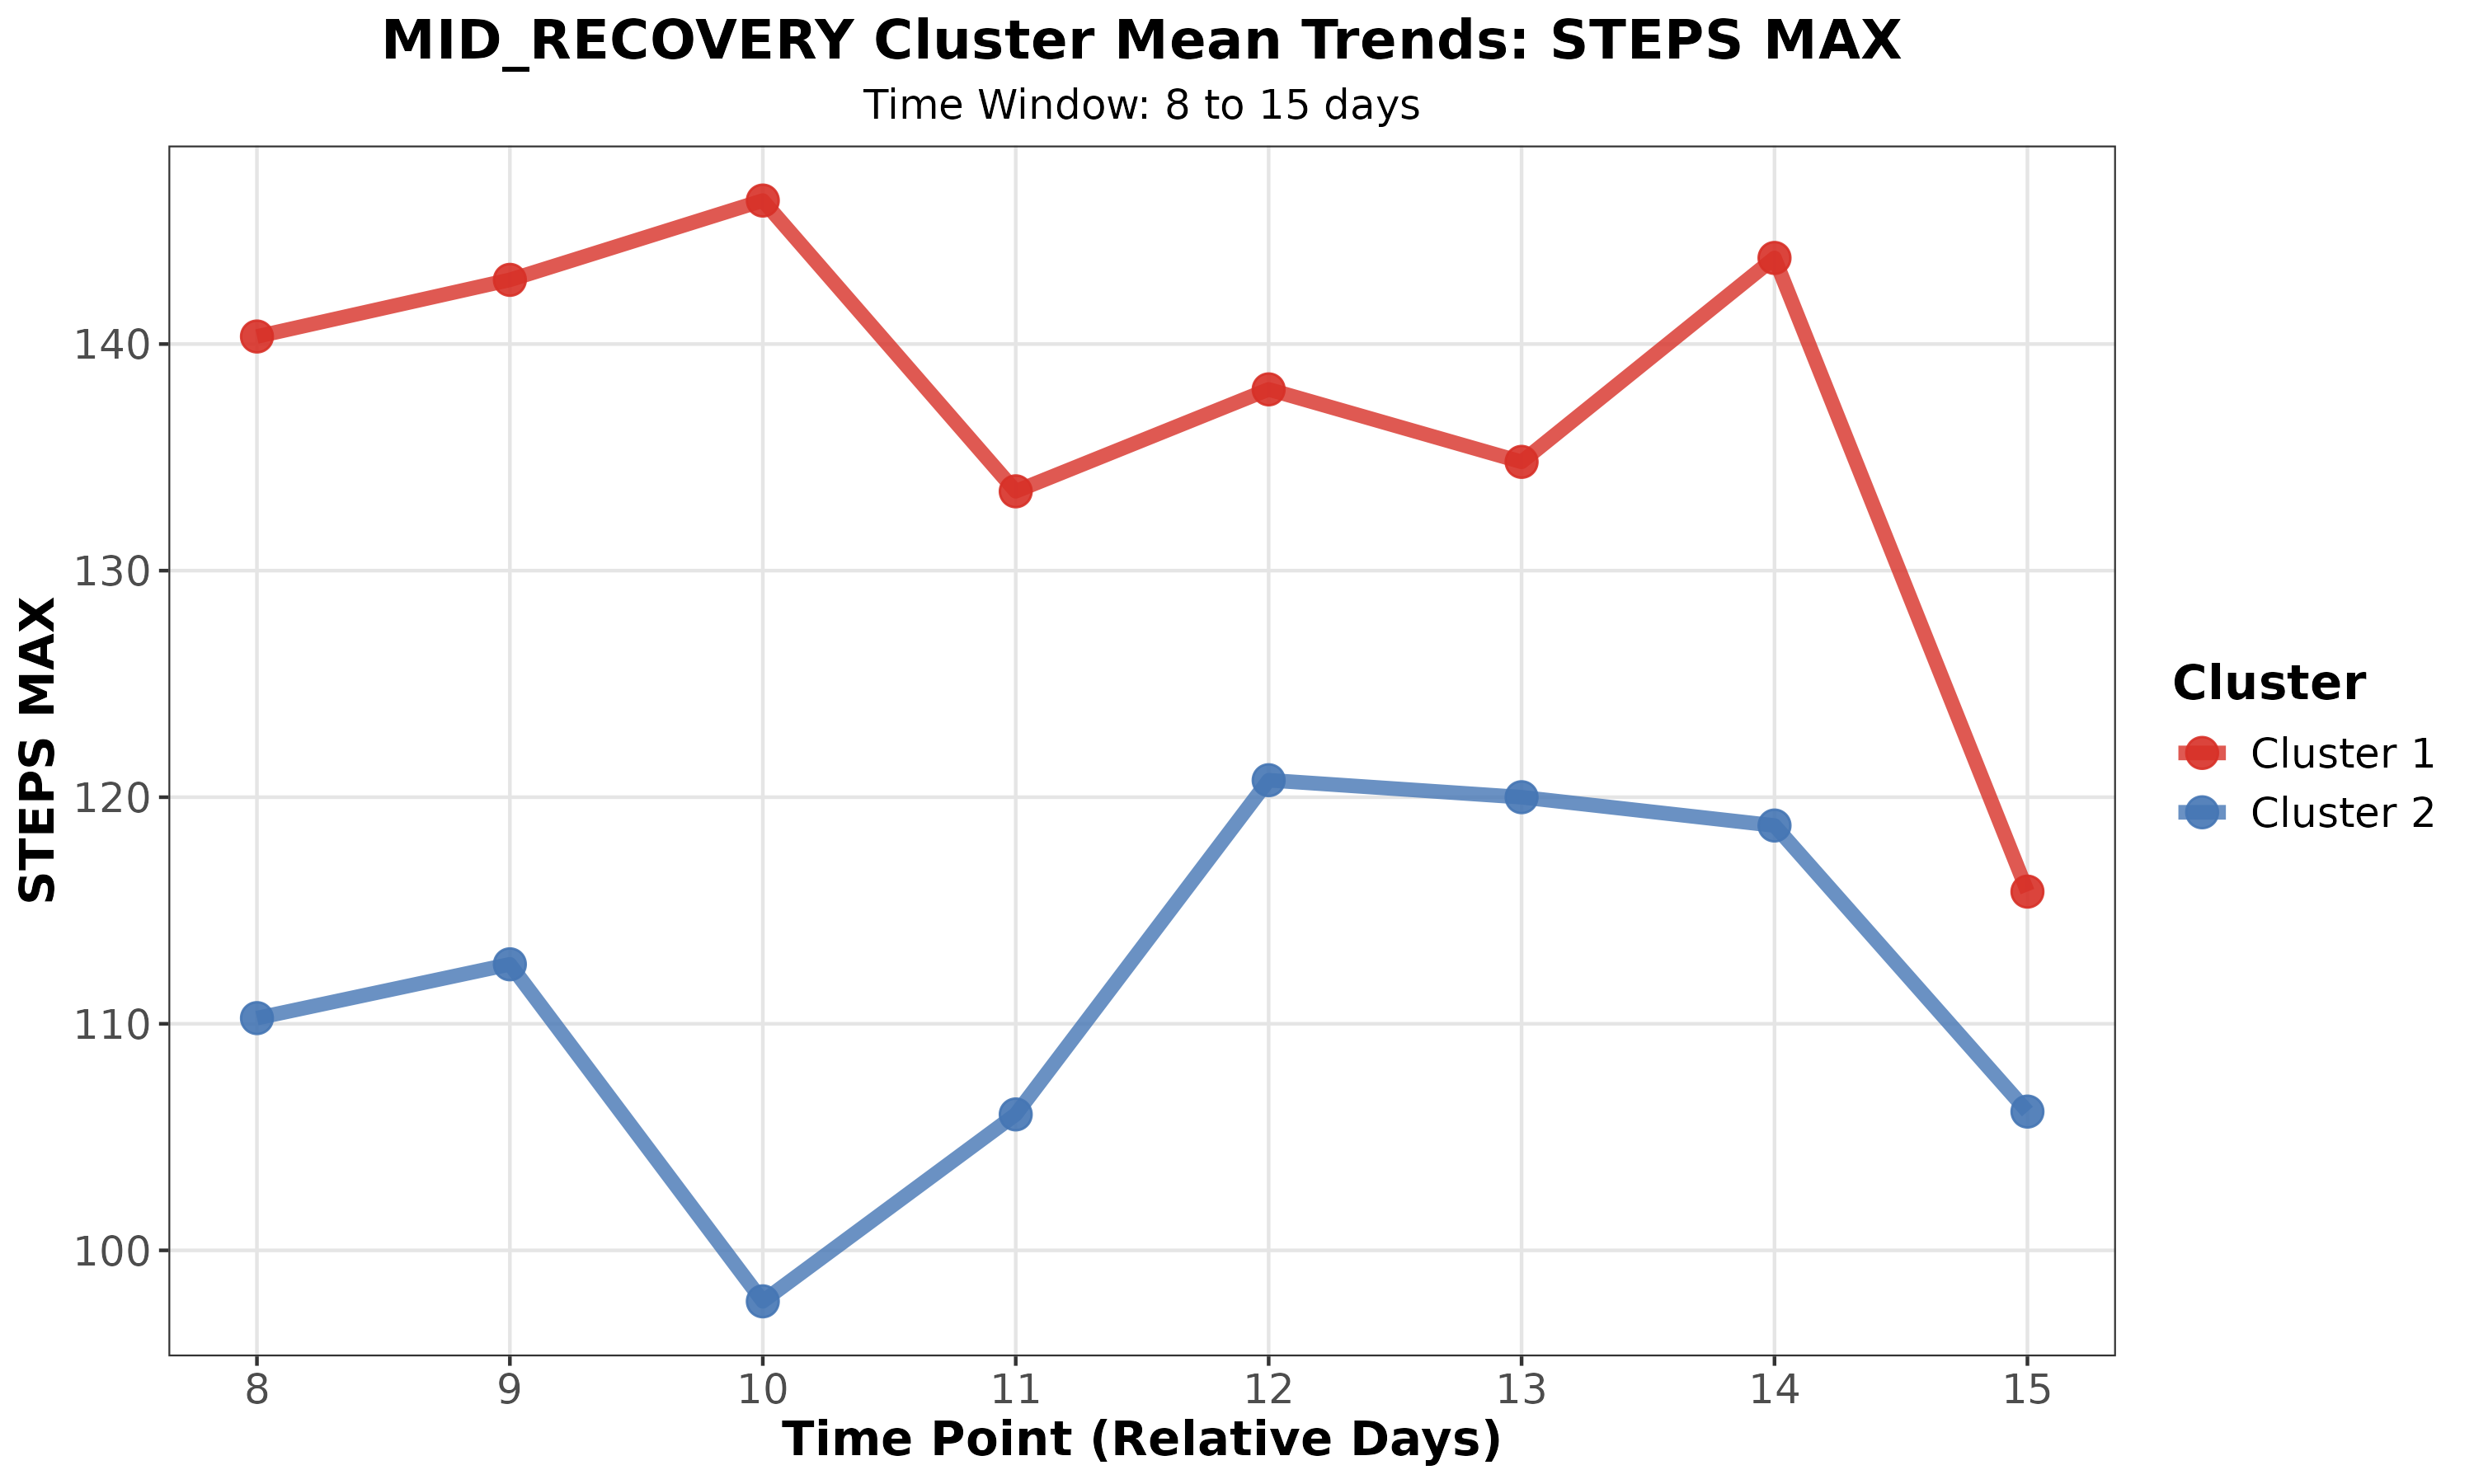 MID_RECOVERY Cluster Mean Trends: STEPS MAX
Time Window: 8 to 15 days
STEPS MAX
140
130
120
110
100
8 9 10 11 12 13 14 15
Time Point (Relative Days)
Cluster
Cluster 1
Cluster 2